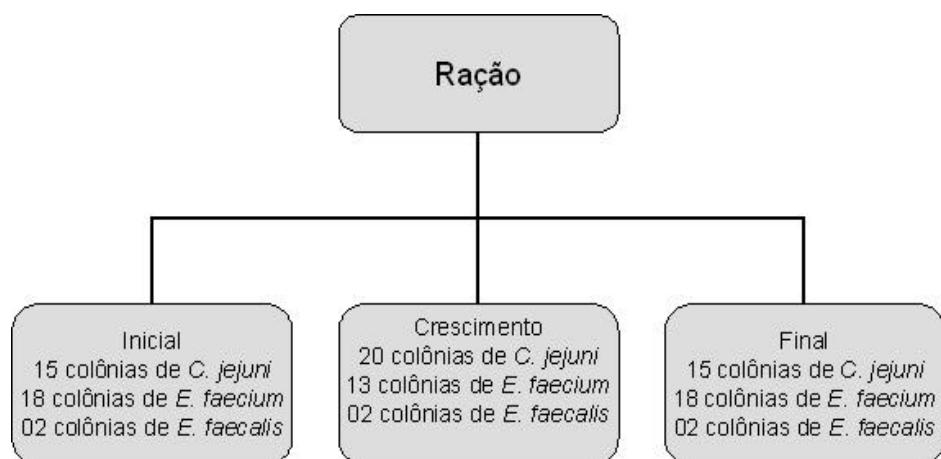 Ração
Inicial
15 colônias de C. jejuni
18 colônias de E. faecium
02 colônias de E. faecalis
Crescimento
20 colônias de C. jejuni
13 colônias de E. faecium
02 colônias de E. faecalis
Final
15 colônias de C. jejuni
18 colônias de E. faecium
02 colônias de E. faecalis